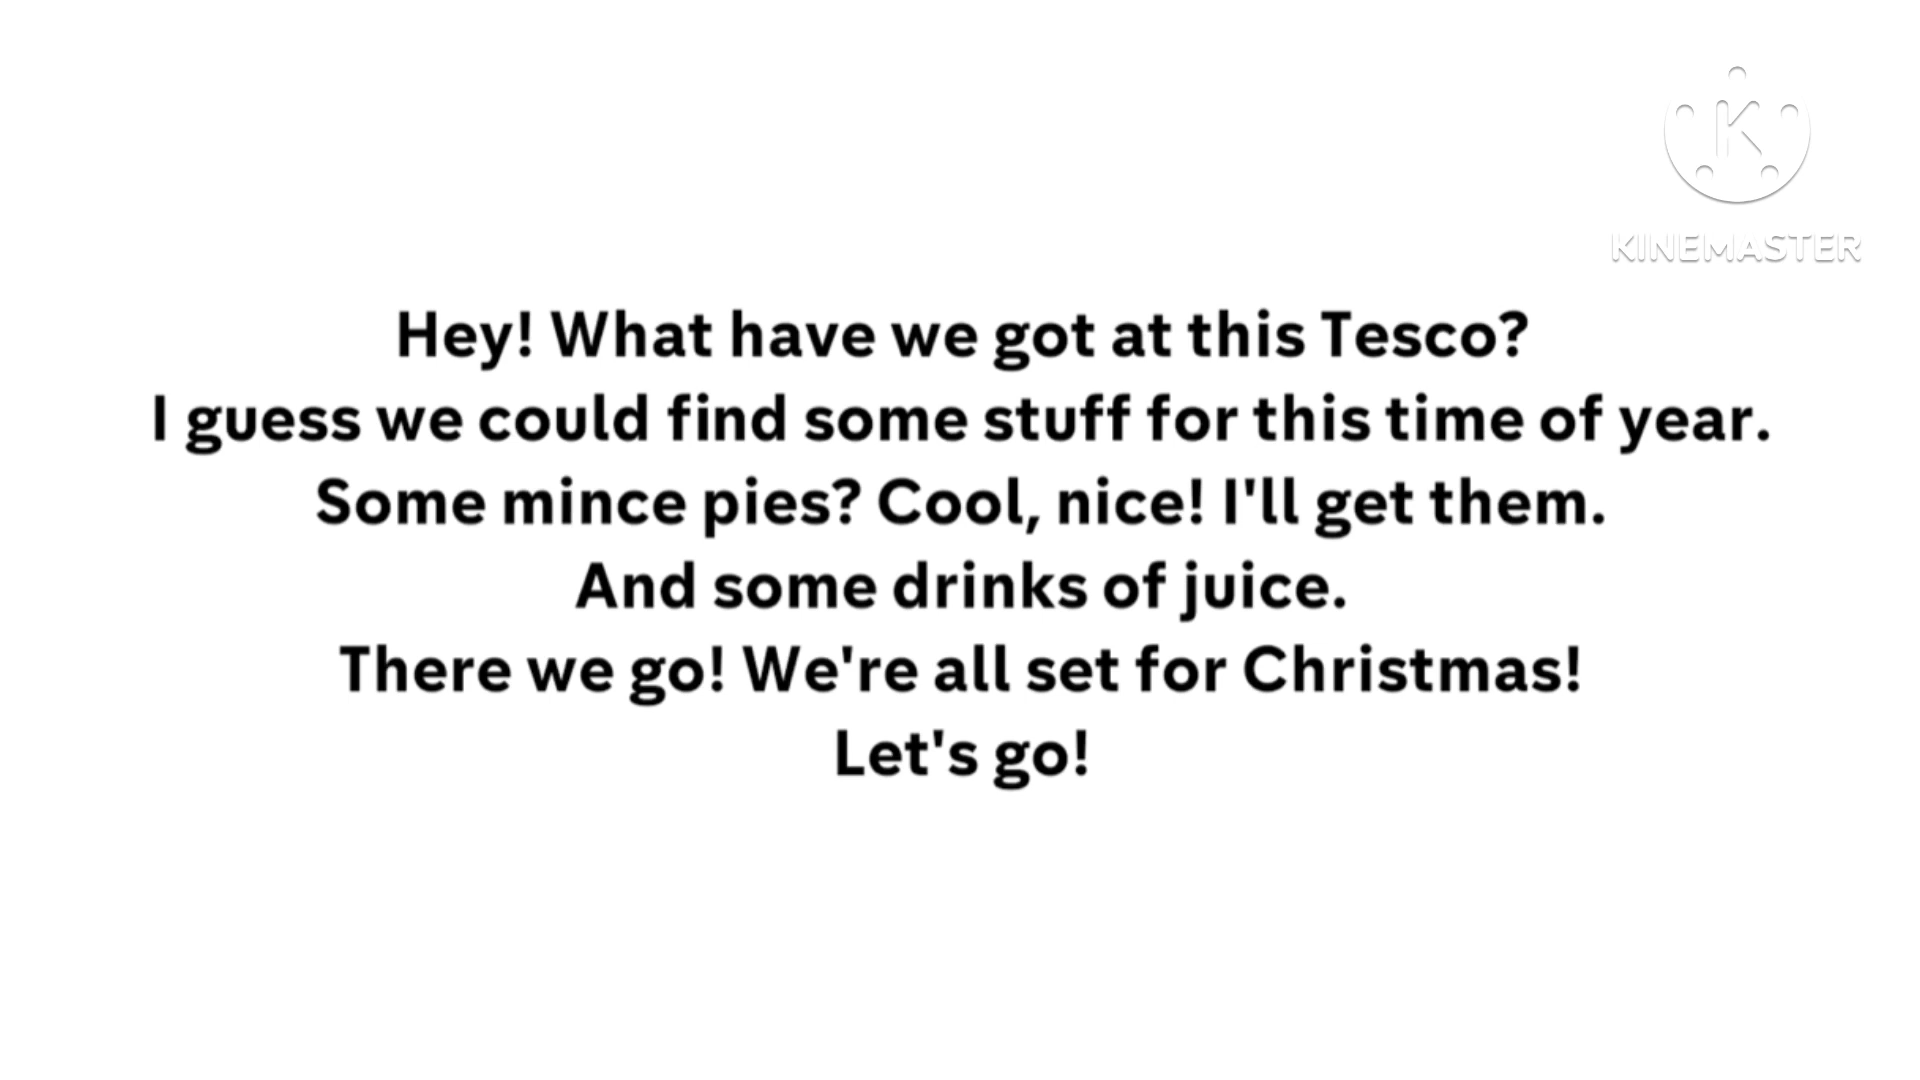 KINEMASTER
Hey! What have we got at this Tesco?
I guess we could find some stuff for this time of year.
Some mince pies? Cool, nice! I'll get them.
And some drinks of juice.
There we go! We're all set for Christmas!
Let's go!